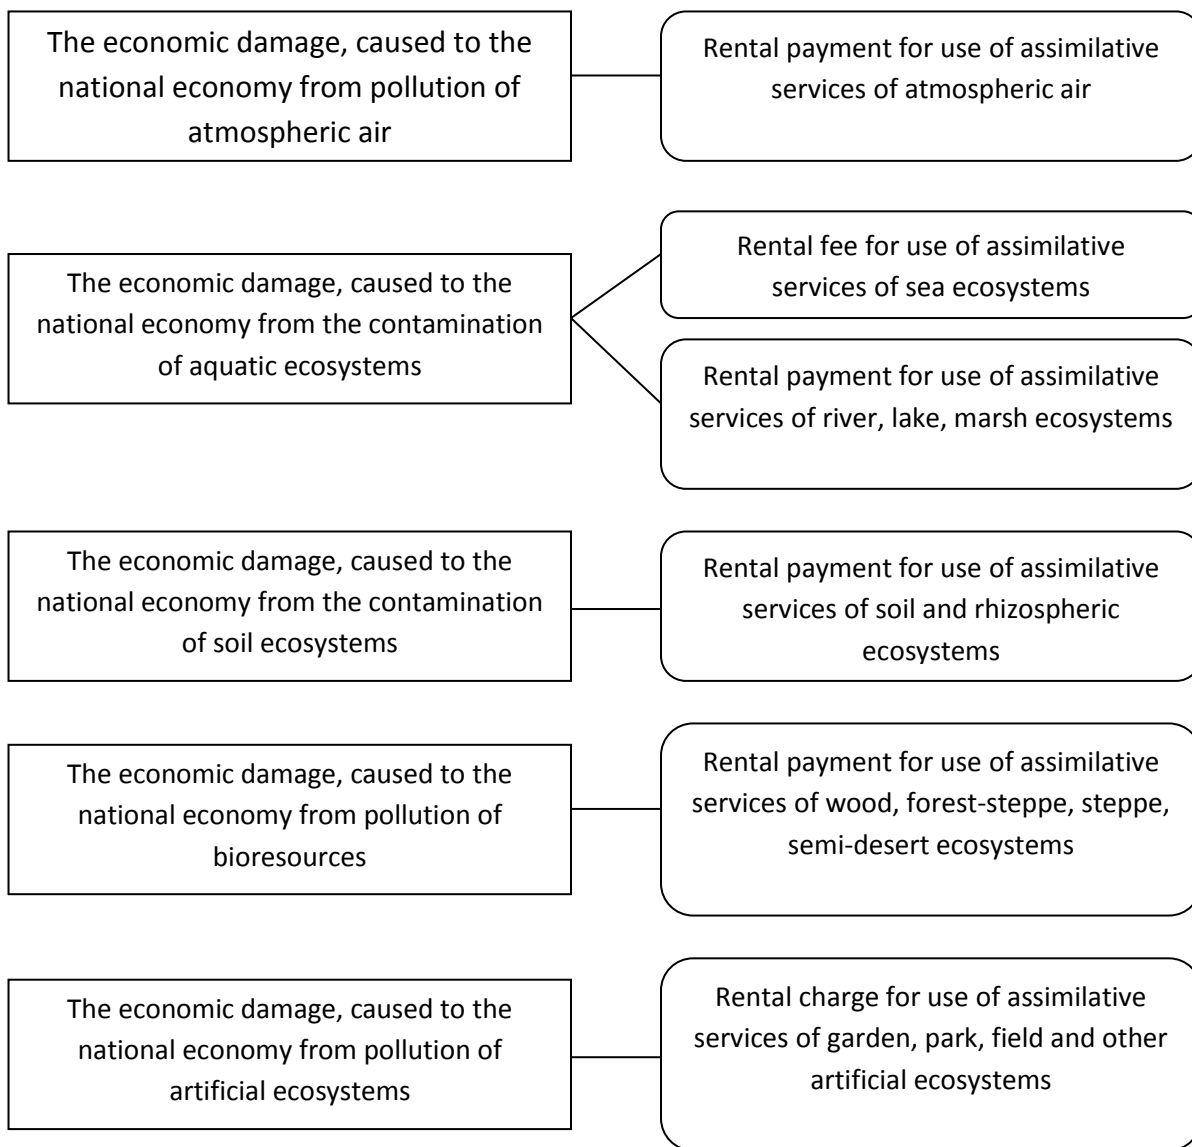 The economic damage, caused to the
national economy from pollution of
atmospheric air
Rental payment for use of assimilative
services of atmospheric air
The economic damage, caused to the
national economy from the contamination
of aquatic ecosystems
Rental fee for use of assimilative
services of sea ecosystems
Rental payment for use of assimilative
services of river, lake, marsh ecosystems
The economic damage, caused to the
national economy from the contamination
of soil ecosystems
Rental payment for use of assimilative
services of soil and rhizospheric
ecosystems
The economic damage, caused to the
national economy from pollution of
bioresources
Rental payment for use of assimilative
services of wood, forest-steppe, steppe,
semi-desert ecosystems
The economic damage, caused to the
national economy from pollution of
artificial ecosystems
Rental charge for use of assimilative
services of garden, park, field and other
artificial ecosystems